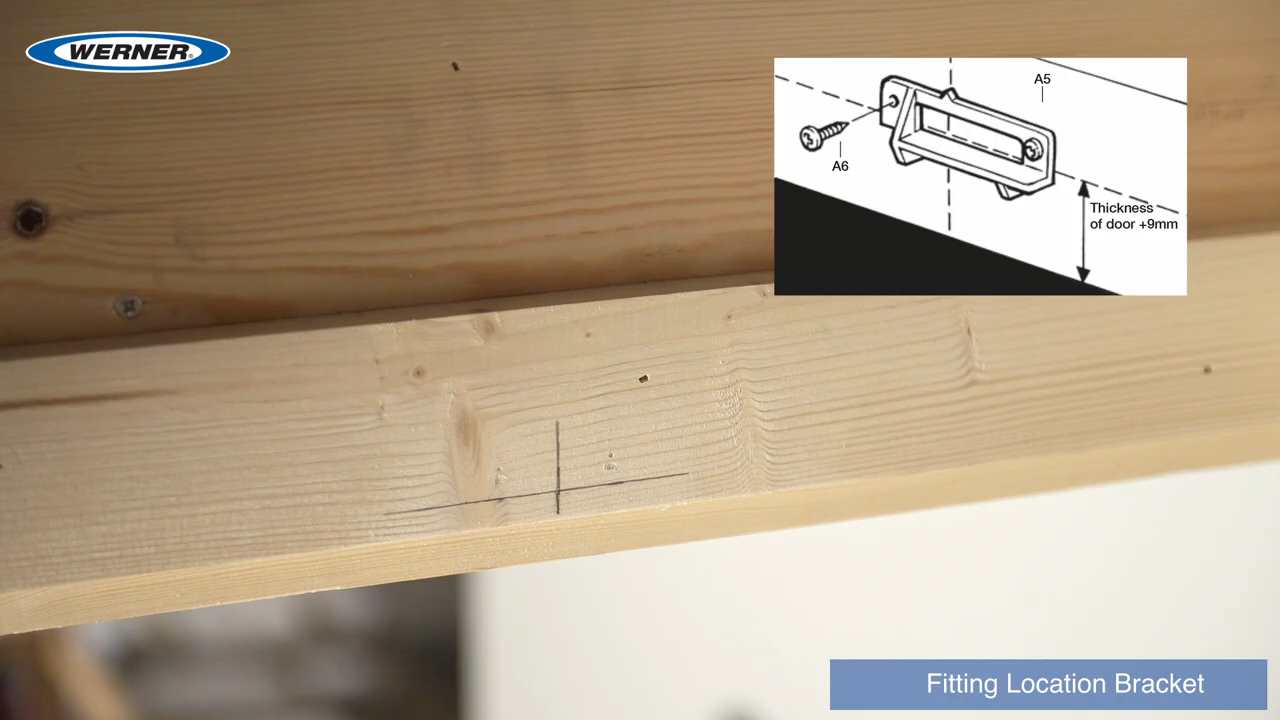 WERNER
A5
A6
Thickness
of door +9mm
Fitting Location Bracket